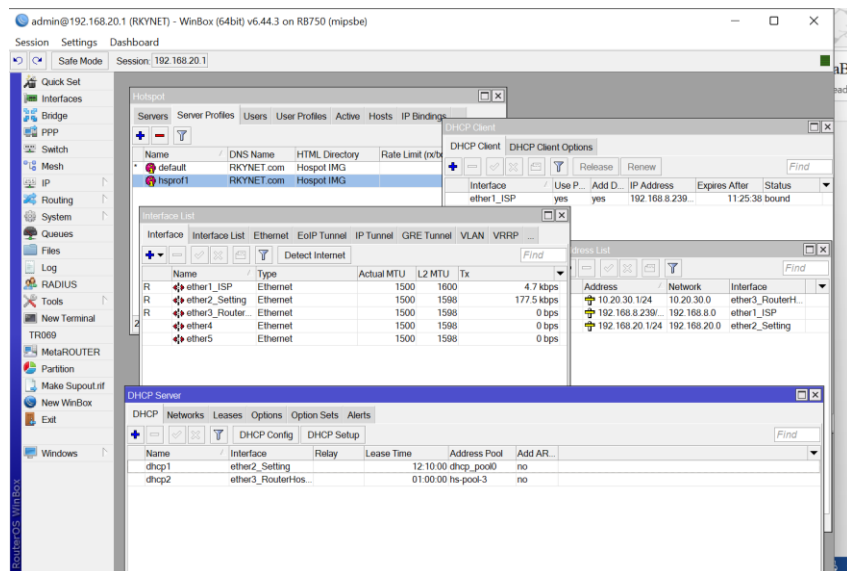 admin@192.168.20.1 (RKYNET) - WinBox (64bit) v6.44.3 on RB750 (mipsbe)
Session Settings Dashboard
Safe Mode Session: 192.168.20.1
Quick Set
Interfaces
Bridge
PPP
Switch
Mesh
IP
Routing
System
Queues
Files
Log
RADIUS
Tools
New Terminal
TR069
MetaROUTER
Partition
Make Supout.rif
New WinBox
Exit
Windows
RouterOS WinBox
Hotspot
Servers Server Profiles Users User Profiles Active Hosts IP Bindings
Name DNS Name HTML Directory Rate Limit (rx/tx
* default RKYNET.com Hospot IMG
hsprof1 RKYNET.com Hospot IMG
2
DHCP Client
DHCP Client DHCP Client Options
Release Renew Find
Interface Use P... Add D... IP Address Expires After Status
ether1_ISP yes yes 192.168.8.239... 11:25:38 bound
Interface List
Interface Interface List Ethernet EoIP Tunnel IP Tunnel GRE Tunnel VLAN VRRP ...
Detect Internet Find
Name Type Actual MTU L2 MTU Tx
R ether1_ISP Ethernet 1500 1600 4.7 kbps
R ether2_Setting Ethernet 1500 1598 177.5 kbps
R ether3_Router... Ethernet 1500 1598 0 bps
ether4 Ethernet 1500 1598 0 bps
ether5 Ethernet 1500 1598 0 bps
dress List
Find
Address Network Interface
10.20.30.1/24 10.20.30.0 ether3_RouterH...
192.168.8.239/... 192.168.8.0 ether1_ISP
192.168.20.1/24 192.168.20.0 ether2_Setting
DHCP Server
DHCP Networks Leases Options Option Sets Alerts
DHCP Config DHCP Setup Find
Name Interface Relay Lease Time Address Pool Add AR...
dhcp1 ether2_Setting 12:10:00 dhcp_pool0 no
dhcp2 ether3_RouterHos... 01:00:00 hs-pool-3 no